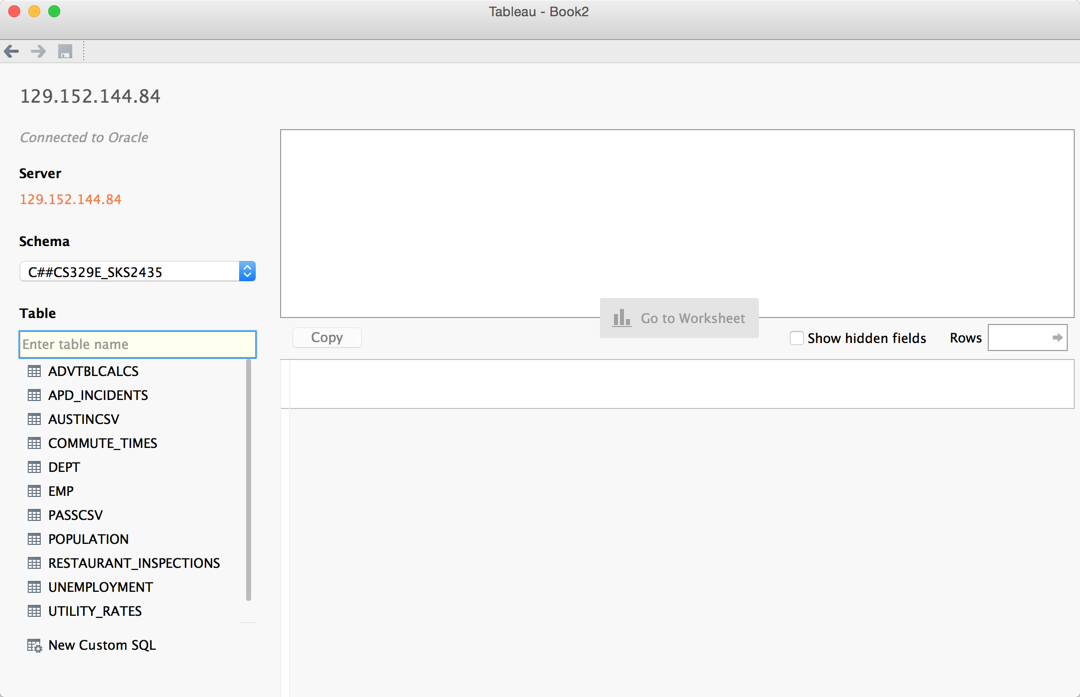 Tableau - Book2
129.152.144.84
Connected to Oracle
Server
129.152.144.84
Schema
C##CS329E_SKS2435
Table
Enter table name
ADVTBLCALCS
APD_INCIDENTS
AUSTINCSV
COMMUTE_TIMES
DEPT
EMP
PASSCSV
POPULATION
RESTAURANT_INSPECTIONS
UNEMPLOYMENT
UTILITY_RATES
New Custom SQL
Go to Worksheet
Copy
Show hidden fields
Rows